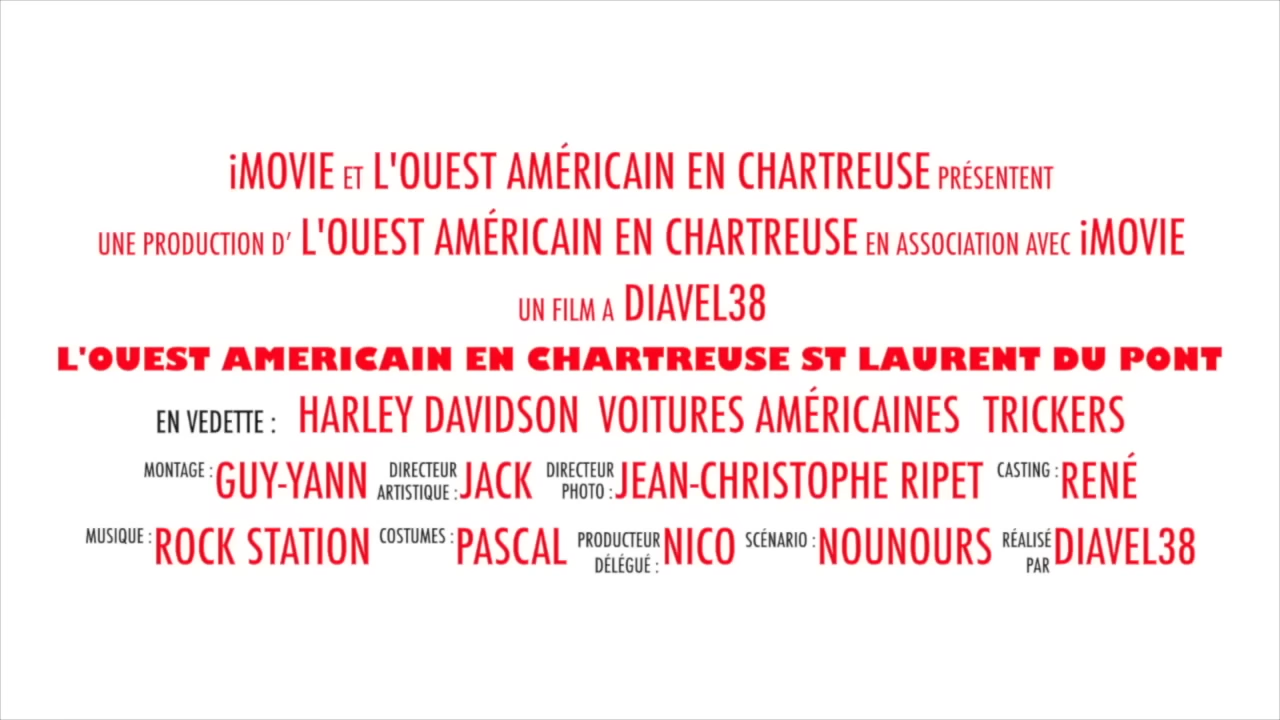 iMOVIE ET L'OUEST AMÉRICAIN EN CHARTREUSE PRÉSENTENT
UNE PRODUCTION D’ L'OUEST AMÉRICAIN EN CHARTREUSE EN ASSOCIATION AVEC iMOVIE
UN FILM A DIAVEL38
L'OUEST AMERICAIN EN CHARTREUSE ST LAURENT DU PONT
EN VEDETTE : HARLEY DAVIDSON VOITURES AMÉRICAINES TRICKERS
MONTAGE : GUY-YANN DIRECTEUR ARTISTIQUE : JACK DIRECTEUR PHOTO : JEAN-CHRISTOPHE RIPET CASTING : RENÉ
MUSIQUE : ROCK STATION COSTUMES : PASCAL PRODUCTEUR DÉLÉGUÉ : NICO SCÉNARIO : NOUNOURS RÉALISÉ PAR DIAVEL38